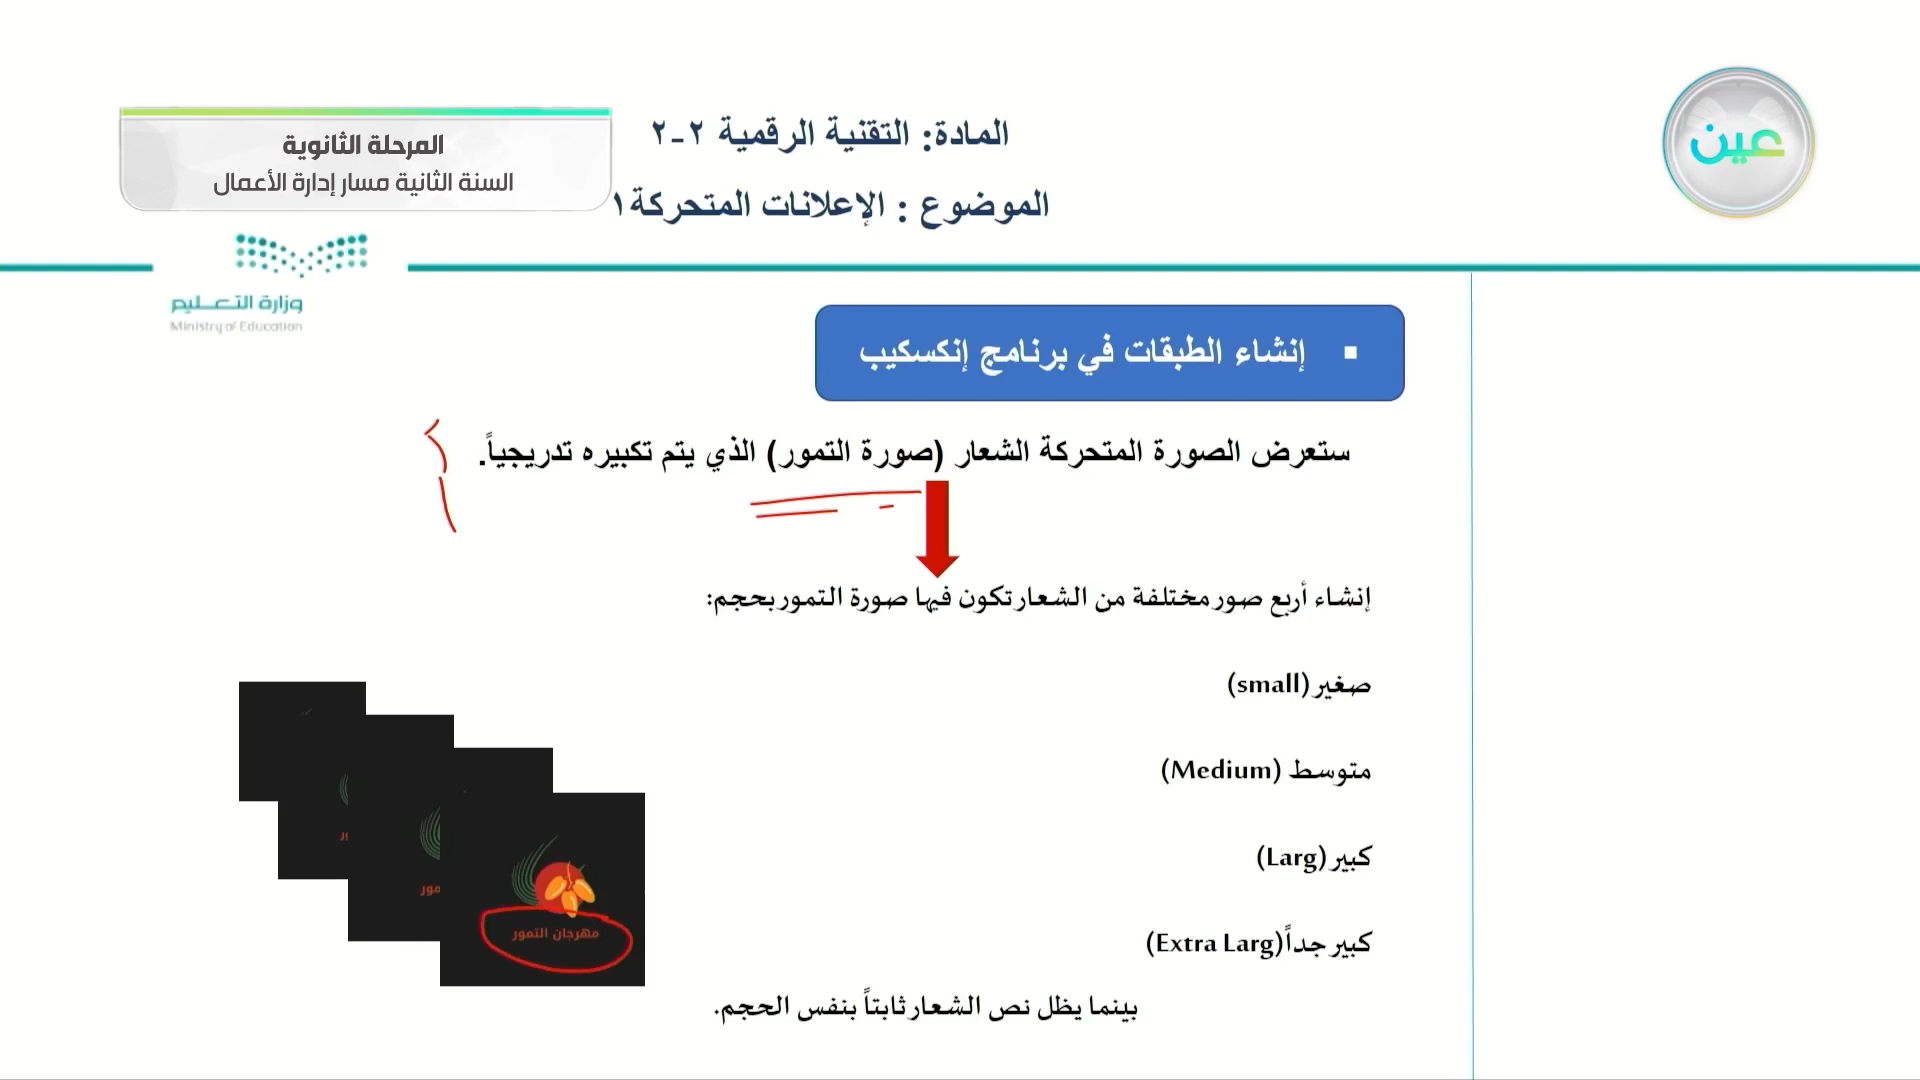 المادة: التقنية الرقمية ٢-٢
الموضوع : الإعلانات المتحركة١
المرحلة الثانوية
السنة الثانية مسار إدارة الأعمال
عين
وزارة التعليم
Ministry of Education
إنشاء الطبقات في برنامج إنكسكيب
ستعرض الصورة المتحركة الشعار (صورة التمور) الذي يتم تكبيره تدريجياً.
إنشاء أربع صور مختلفة من الشعار تكون فيها صورة التمور بحجم:
صغير (small)
متوسط (Medium)
كبير (Larg)
كبير جداً (Extra Larg)
مهرجان التمور
بينما يظل نص الشعار ثابتاً بنفس الحجم.